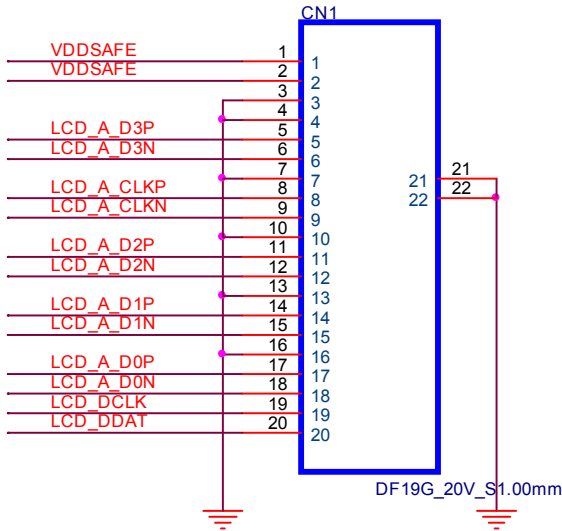 CN1
VDDSAFE 1 1
VDDSAFE 2 2
3 3
4 4
LCD_A_D3P 5 5
LCD_A_D3N 6 6
7 7
LCD_A_CLKP 8 8
LCD_A_CLKN 9 9
10 10
LCD_A_D2P 11 11
LCD_A_D2N 12 12
13 13
LCD_A_D1P 14 14
LCD_A_D1N 15 15
16 16
LCD_A_D0P 17 17
LCD_A_D0N 18 18
LCD_DCLK 19 19
LCD_DDAT 20 20
21 21
22 22
DF19G_20V_S1.00mm